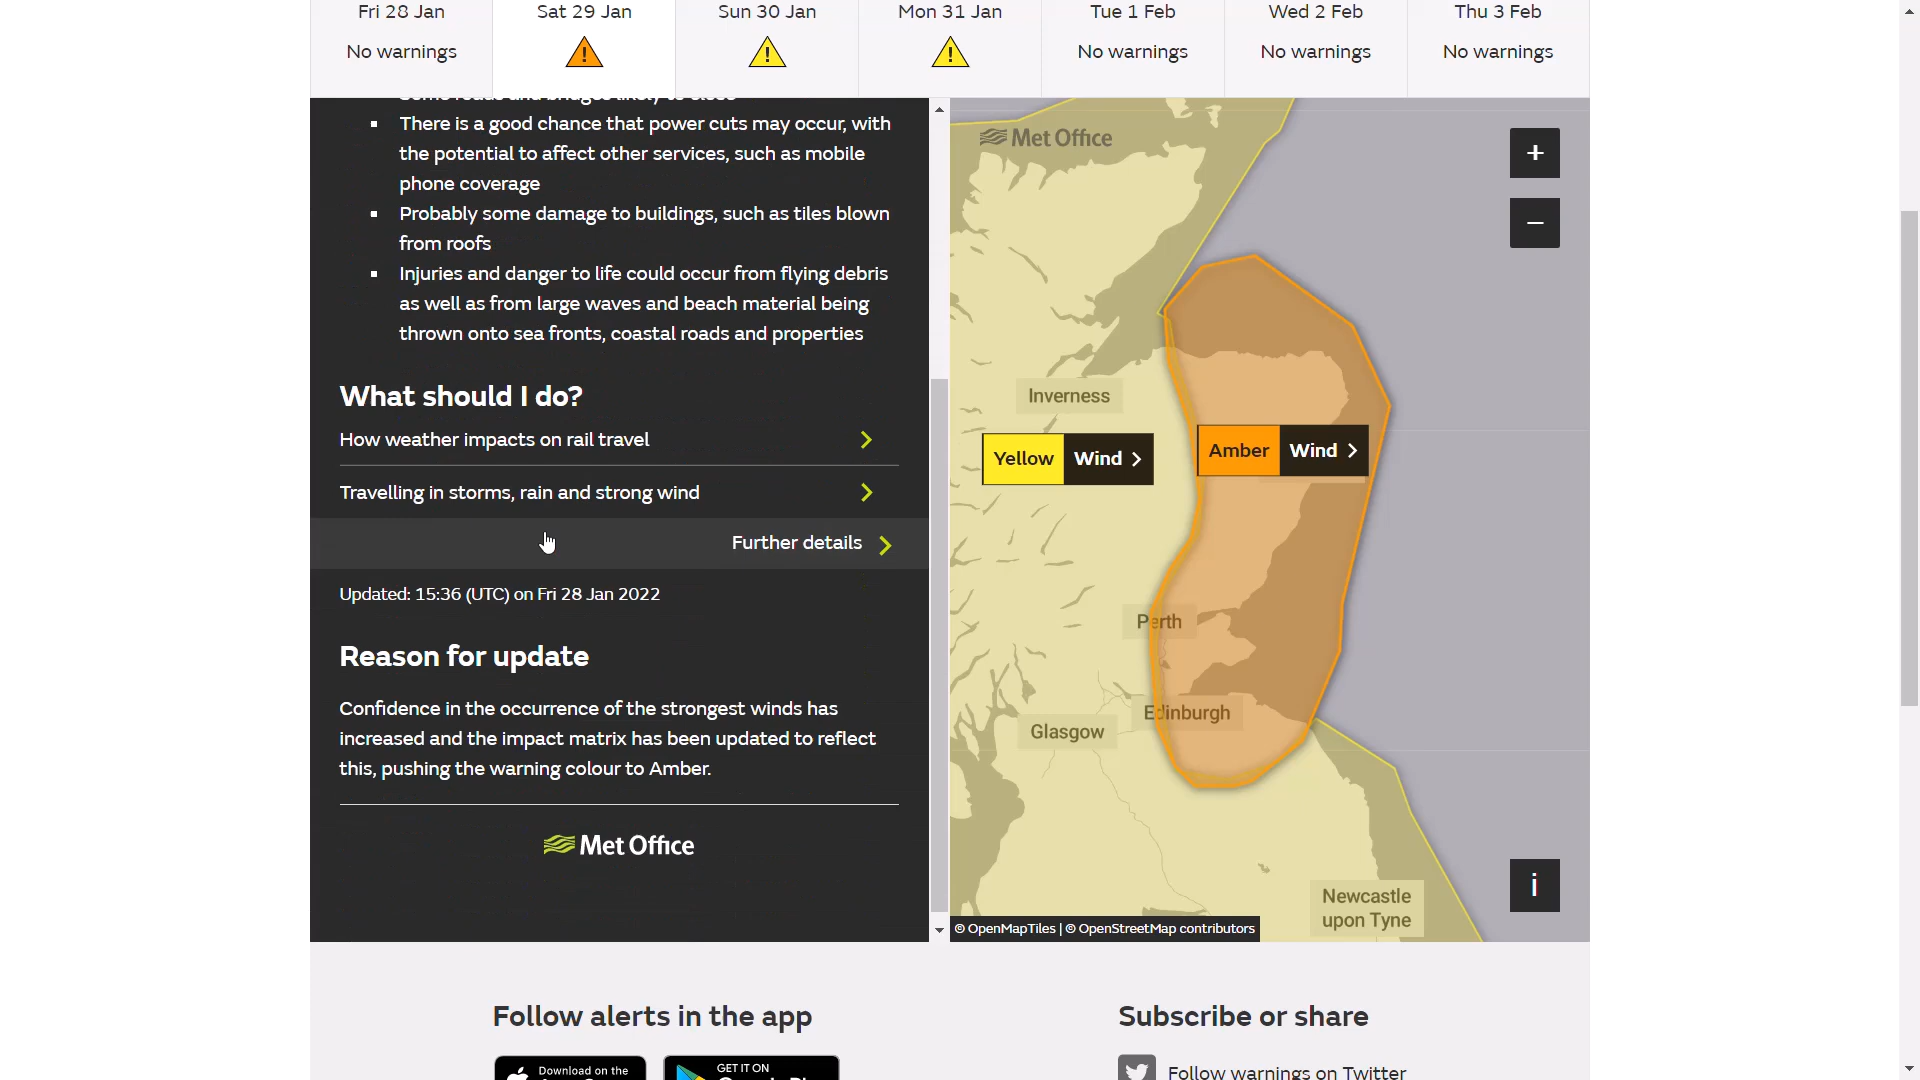 Fri 28 Jan
No warnings
Sat 29 Jan
Sun 30 Jan
Mon 31 Jan
Tue 1 Feb
No warnings
Wed 2 Feb
No warnings
Thu 3 Feb
No warnings
Some roads and bridges likely to close
There is a good chance that power cuts may occur, with
the potential to affect other services, such as mobile
phone coverage
Probably some damage to buildings, such as tiles blown
from roofs
Injuries and danger to life could occur from flying debris
as well as from large waves and beach material being
thrown onto sea fronts, coastal roads and properties
What should I do?
How weather impacts on rail travel
Travelling in storms, rain and strong wind
Further details
Updated: 15:36 (UTC) on Fri 28 Jan 2022
Reason for update
Confidence in the occurrence of the strongest winds has
increased and the impact matrix has been updated to reflect
this, pushing the warning colour to Amber.
Met Office
Met Office
+
−
Inverness
Yellow Wind
Amber Wind
Perth
Edinburgh
Glasgow
Newcastle
upon Tyne
i
© OpenMapTiles | © OpenStreetMap contributors
Follow alerts in the app
Download on the
GET IT ON
Subscribe or share
Follow warnings on Twitter